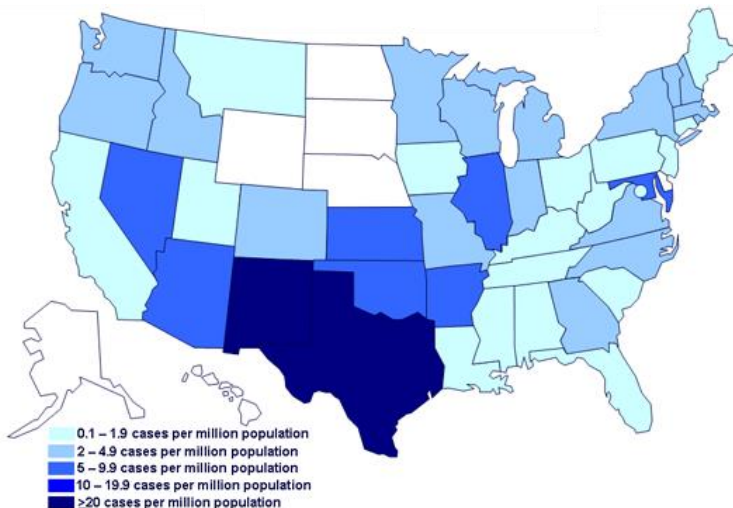 0.1 – 1.9 cases per million population
2 – 4.9 cases per million population
5 – 9.9 cases per million population
10 – 19.9 cases per million population
>20 cases per million population